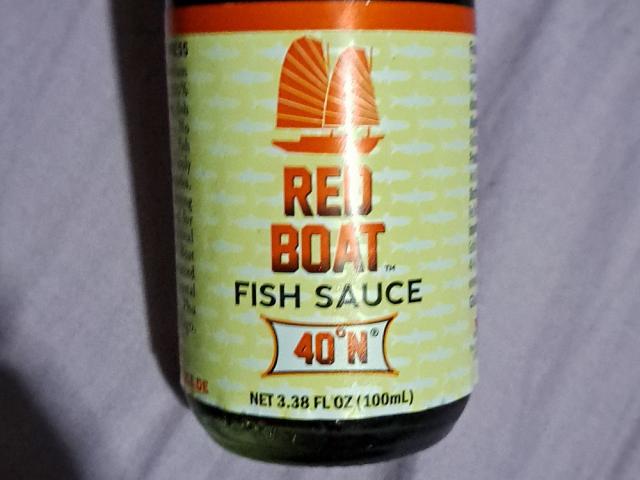 RED
BOAT™
FISH SAUCE
40°N®
NET 3.38 FL OZ (100mL)